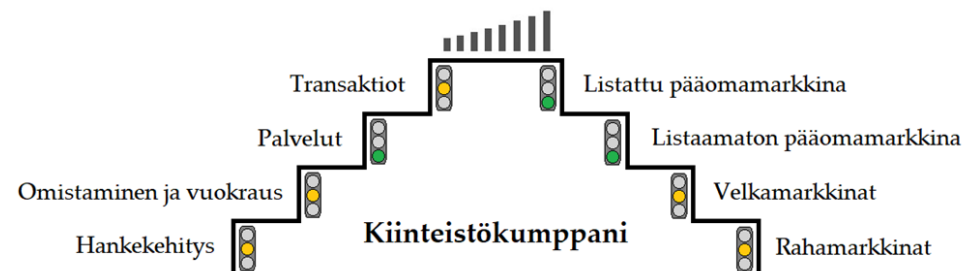 Transaktiot
Listattu pääomamarkkina
Palvelut
Listaamaton pääomamarkkina
Omistaminen ja vuokraus
Velkamarkkinat
Kiinteistökumppani
Hankekehitys
Rahamarkkinat